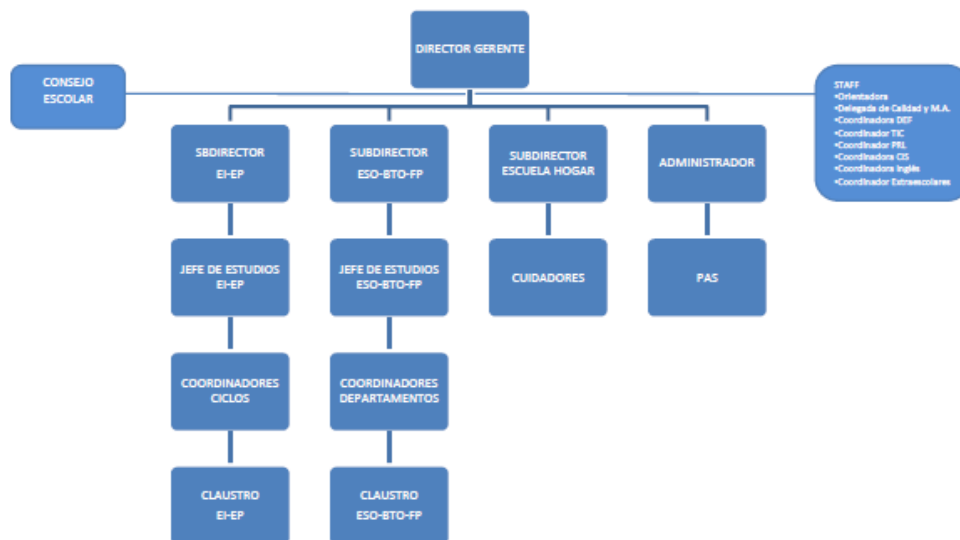 DIRECTOR GERENTE
CONSEJO
ESCOLAR
STAFF
•Orientadora
•Delegada de Calidad y M.A.
•Coordinadora DEF
•Coordinador TIC
•Coordinador PRL
•Coordinadora CIS
•Coordinadora Inglés
•Coordinador Extraescolares
SBDIRECTOR
EI-EP
SUBDIRECTOR
ESO-BTO-FP
SUBDIRECTOR
ESCUELA HOGAR
ADMINISTRADOR
JEFE DE ESTUDIOS
EI-EP
JEFE DE ESTUDIOS
ESO-BTO-FP
CUIDADORES
PAS
COORDINADORES
CICLOS
COORDINADORES
DEPARTAMENTOS
CLAUSTRO
EI-EP
CLAUSTRO
ESO-BTO-FP